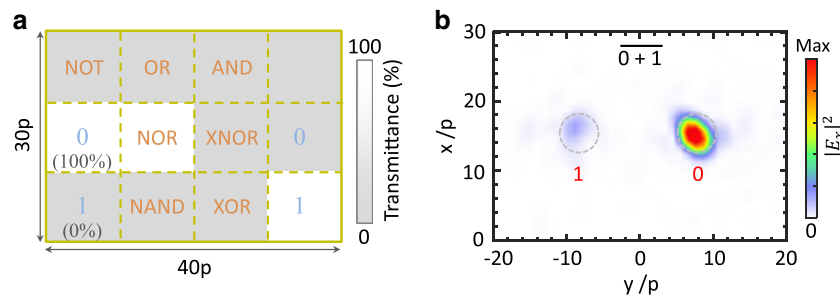 a
30p
NOT OR AND
0 NOR XNOR 0
(100%)
1 NAND XOR 1
(0%)
40p
100
Transmittance (%)
0
b
30
20
10
0
x /p
0 + 1
1
0
-20 -10 0 10 20
y /p
Max
|Eₓ|²
0